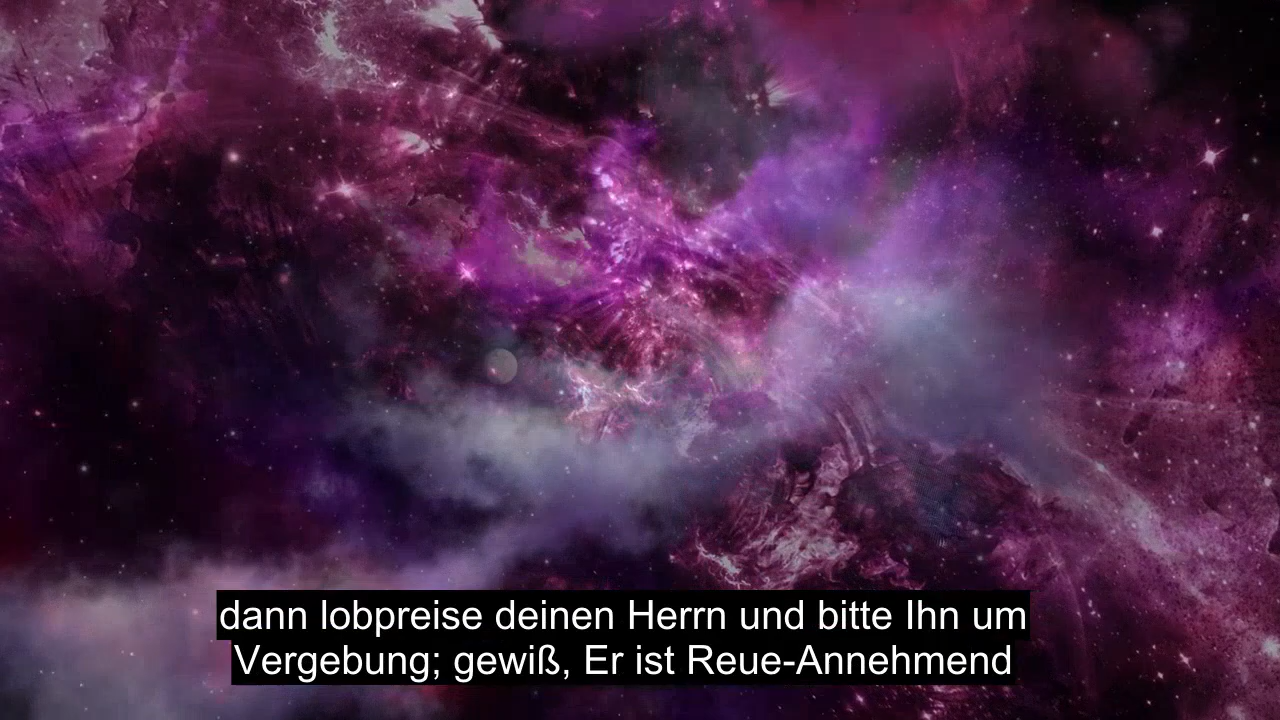 dann lobpreise deinen Herrn und bitte Ihn um
Vergebung; gewiß, Er ist Reue-Annehmend